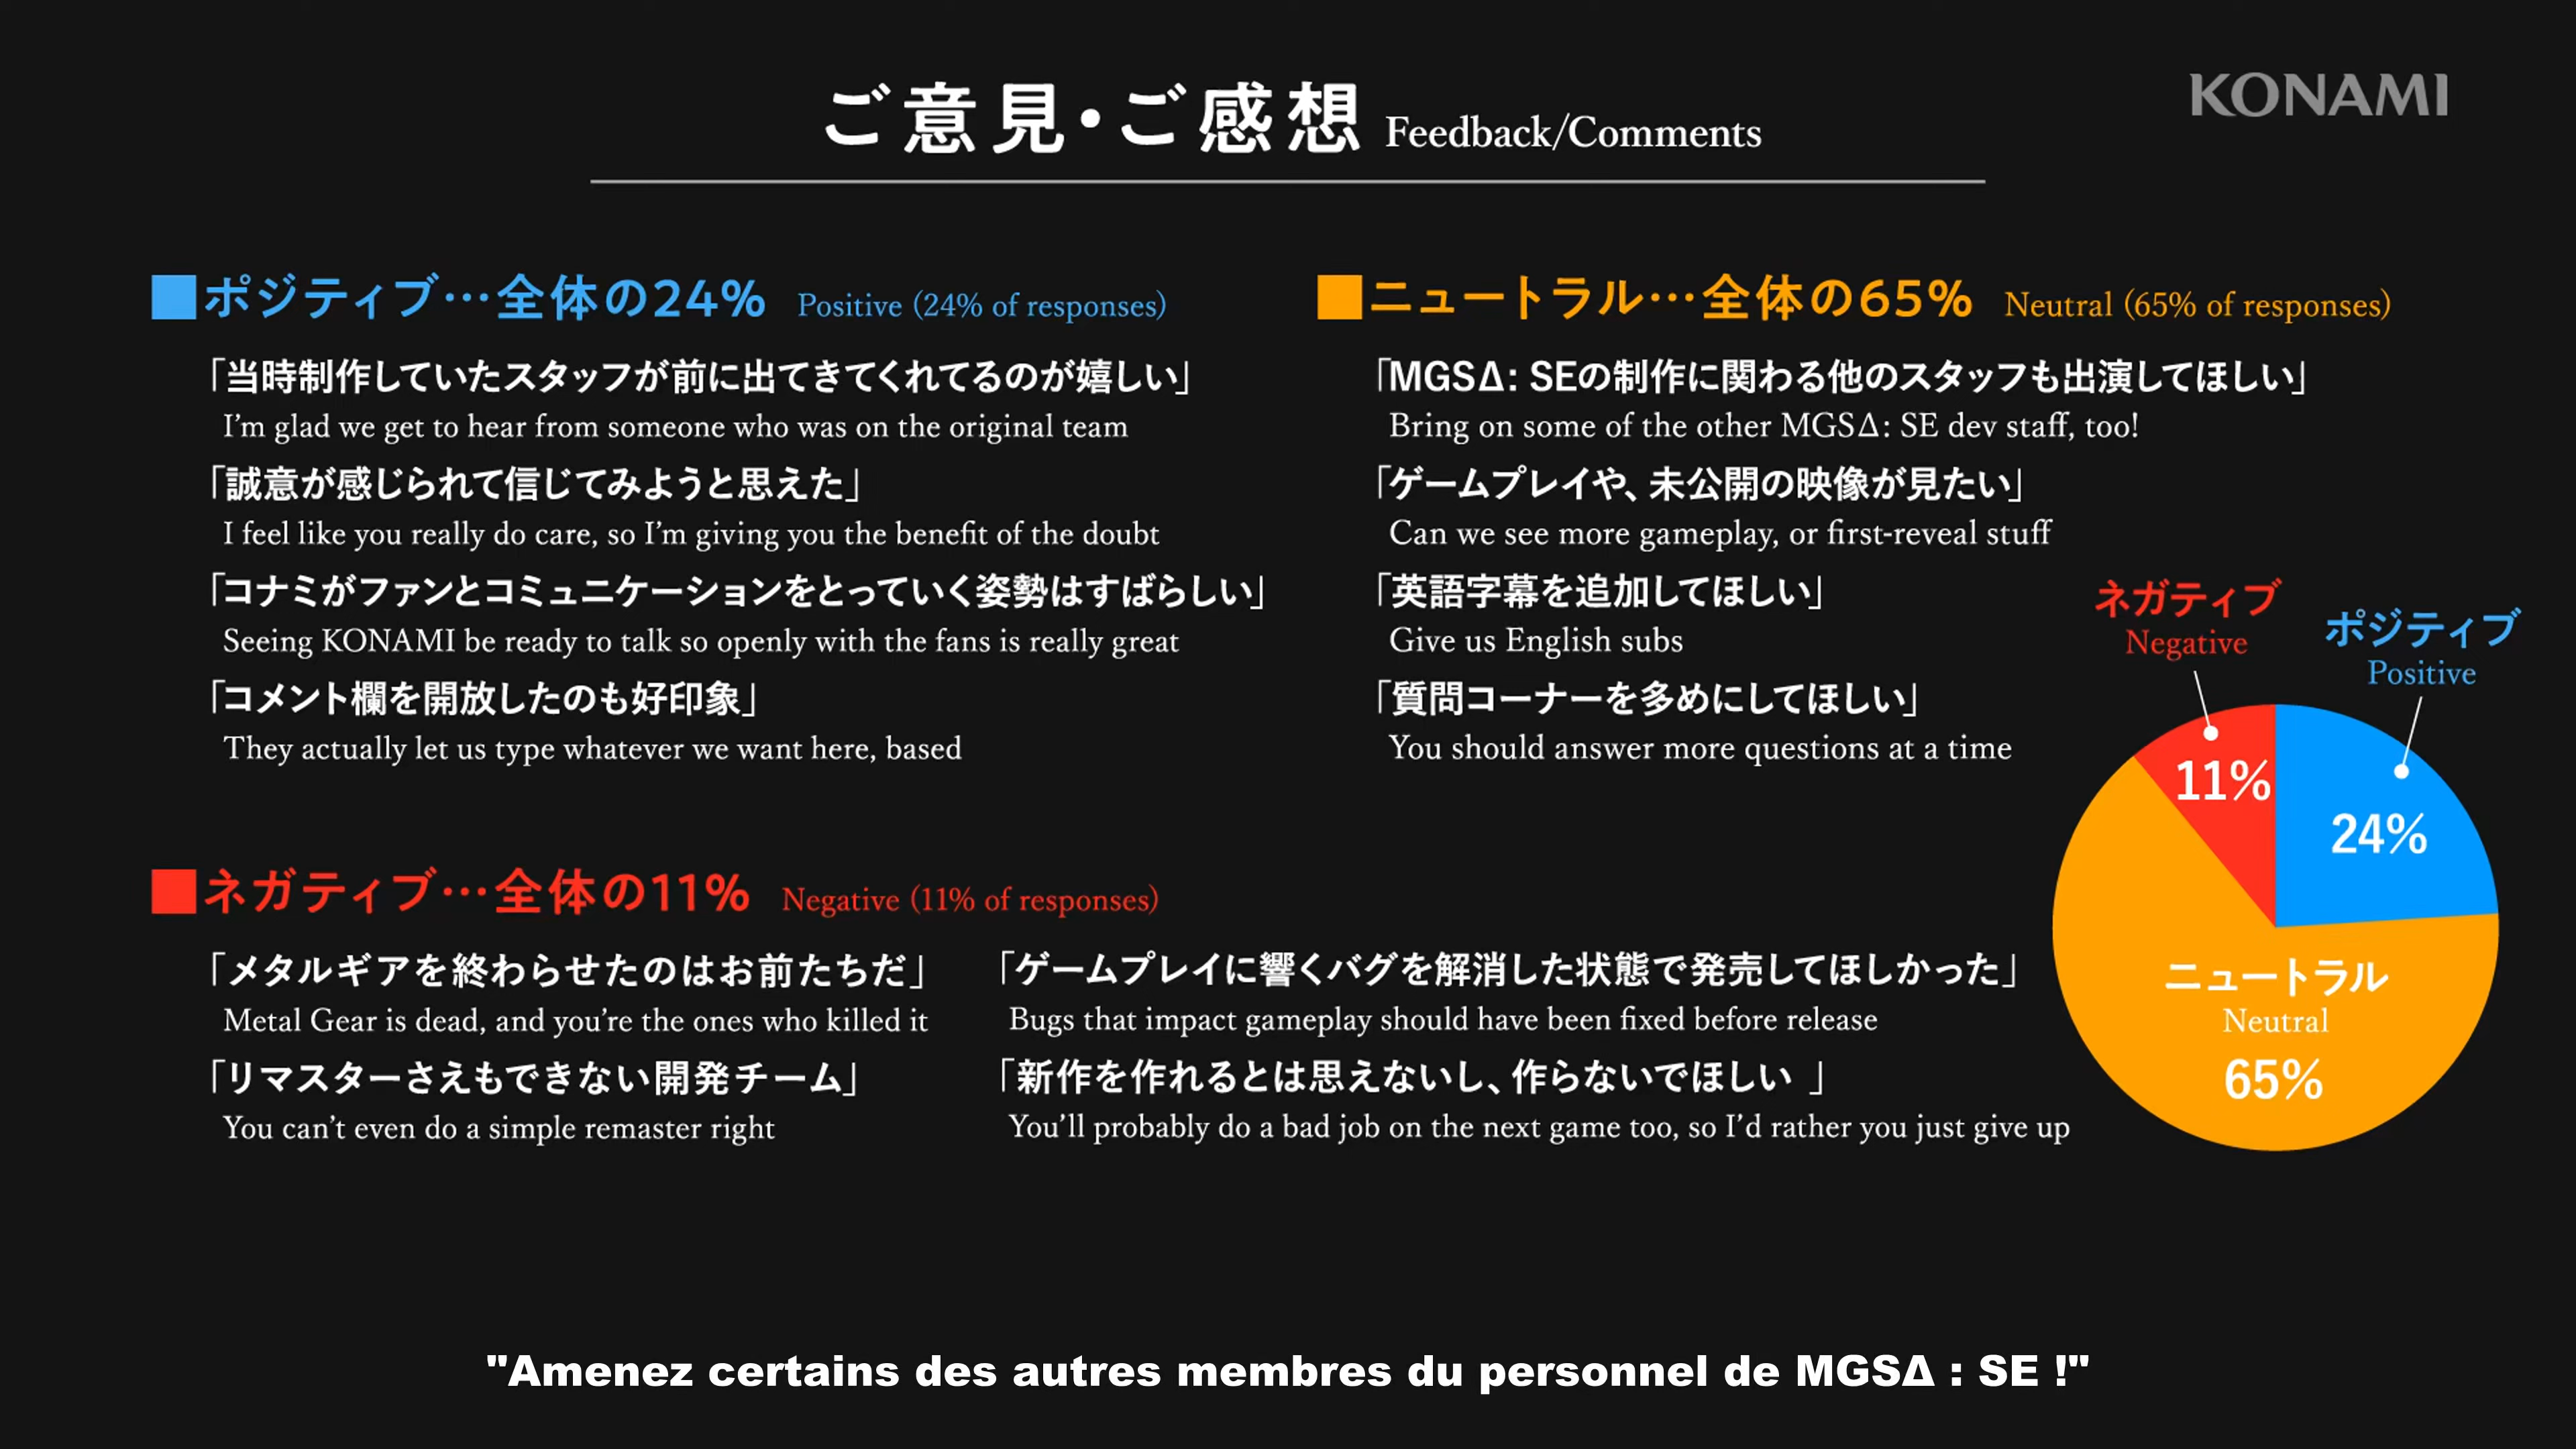 ご意見・ご感想 Feedback/Comments
KONAMI
■ポジティブ…全体の24% Positive (24% of responses)
「当時制作していたスタッフが前に出てきてくれてるのが嬉しい」
I'm glad we get to hear from someone who was on the original team
「誠意が感じられて信じてみようと思えた」
I feel like you really do care, so I'm giving you the benefit of the doubt
「コナミがファンとコミュニケーションをとっていく姿勢はすばらしい」
Seeing KONAMI be ready to talk so openly with the fans is really great
「コメント欄を開放したのも好印象」
They actually let us type whatever we want here, based
■ニュートラル…全体の65% Neutral (65% of responses)
「MGSΔ: SEの制作に関わる他のスタッフも出演してほしい」
Bring on some of the other MGSΔ: SE dev staff, too!
「ゲームプレイや、未公開の映像が見たい」
Can we see more gameplay, or first-reveal stuff
「英語字幕を追加してほしい」
Give us English subs
「質問コーナーを多めにしてほしい」
You should answer more questions at a time
■ネガティブ…全体の11% Negative (11% of responses)
「メタルギアを終わらせたのはお前たちだ」
Metal Gear is dead, and you're the ones who killed it
「リマスターさえもできない開発チーム」
You can't even do a simple remaster right
「ゲームプレイに響くバグを解消した状態で発売してほしかった」
Bugs that impact gameplay should have been fixed before release
「新作を作れるとは思えないし、作らないでほしい 」
You'll probably do a bad job on the next game too, so I'd rather you just give up
ネガティブ
Negative
ポジティブ
Positive
11%
24%
ニュートラル
Neutral
65%
"Amenez certains des autres membres du personnel de MGSΔ : SE !"